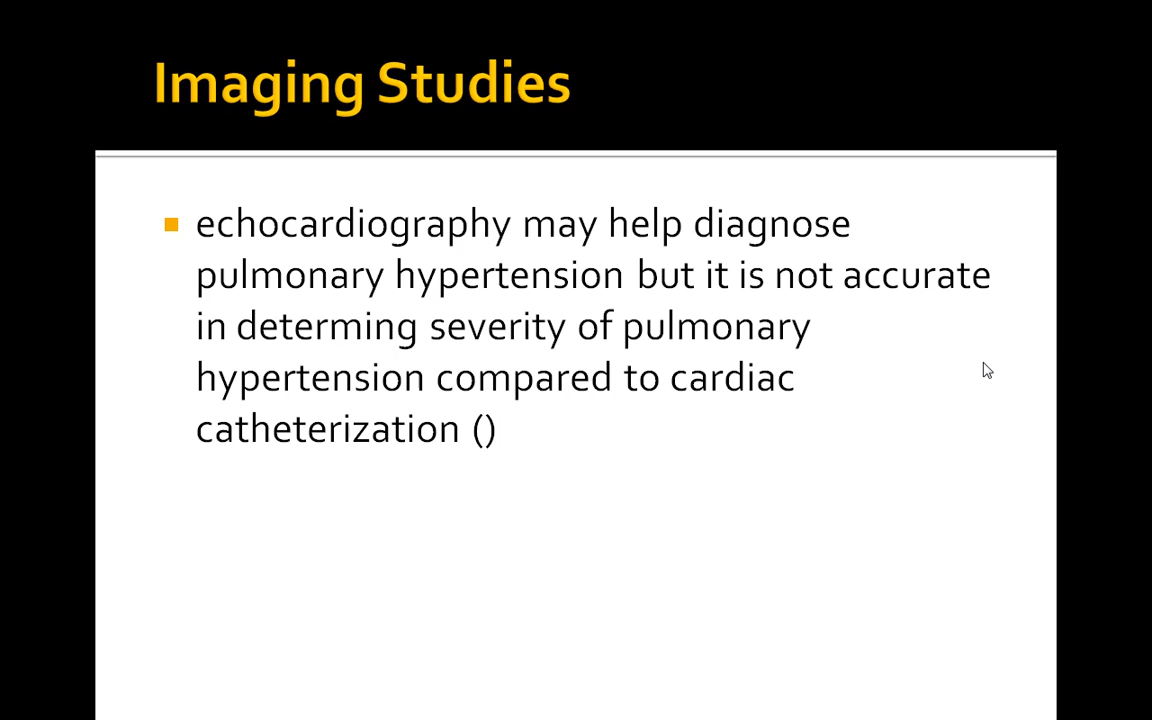 Imaging Studies
echocardiography may help diagnose
pulmonary hypertension but it is not accurate
in determing severity of pulmonary
hypertension compared to cardiac
catheterization ()